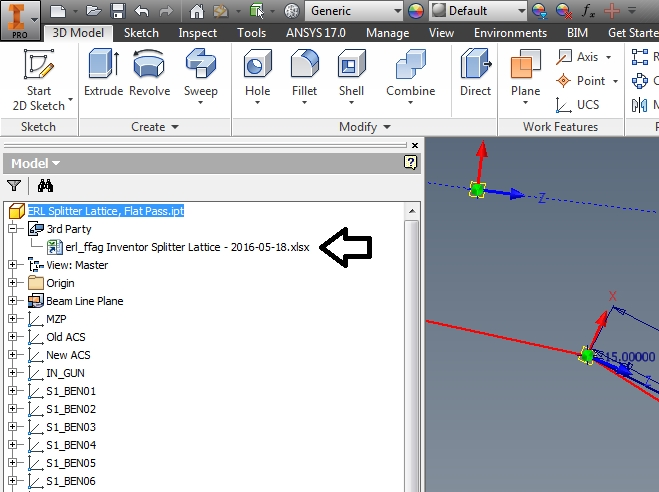 Generic
Default
PRO
3D Model Sketch Inspect Tools ANSYS 17.0 Manage View Environments BIM Get Starte
Start
2D Sketch
Extrude Revolve Sweep Hole Fillet Shell Combine Direct Plane
Axis
Point
UCS
Sketch Create Modify Work Features
Model
ERL Splitter Lattice, Flat Pass.ipt
3rd Party
erl_ffag Inventor Splitter Lattice - 2016-05-18.xlsx
View: Master
Origin
Beam Line Plane
MZP
Old ACS
New ACS
IN_GUN
S1_BEN01
S1_BEN02
S1_BEN03
S1_BEN04
S1_BEN05
S1_BEN06
Z
X
15.00000
Z